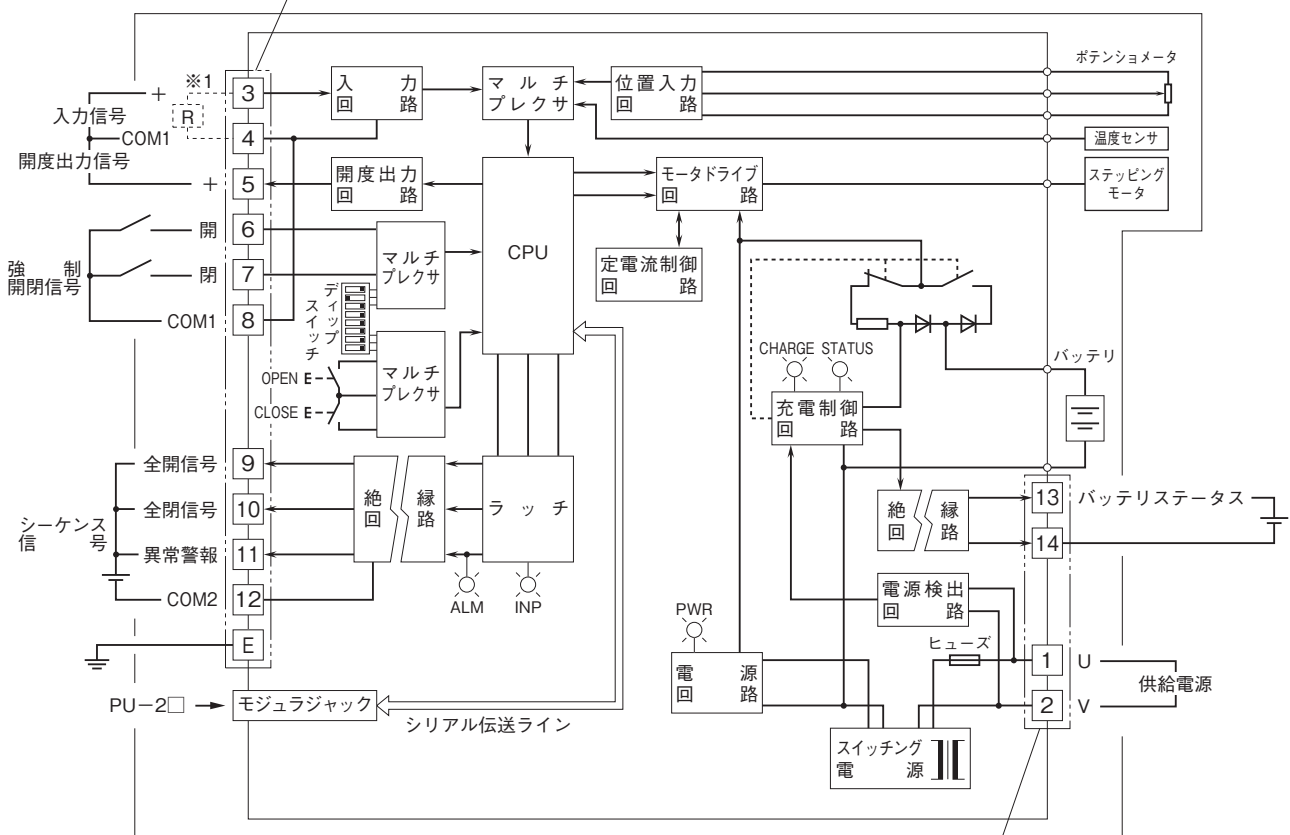 ※1
+
入力信号
R
COM1
開度出力信号
+
3
4
5
6
7
8
開
強　制
開閉信号
閉
COM1
入　力
回　路
マルチ
プレクサ
位置入力
回　路
ポテンショメータ
温度センサ
ステッピング
モータ
開度出力
回　路
CPU
モータドライブ
回　路
定電流制御
回　路
マルチ
プレクサ
ディップ
スイッチ
マルチ
プレクサ
OPEN E
CLOSE E
CHARGE STATUS
充電制御
回　路
バッテリ
全開信号
全閉信号
シーケンス
信　号
異常警報
COM2
9
10
11
12
E
絶　縁
回　路
ラッチ
ALM
INP
絶　縁
回　路
13
14
バッテリステータス
電源検出
回　路
PWR
電　源
回　路
ヒューズ
1
2
U
V
供給電源
スイッチング
電　源
PU－2□
モジュラジャック
シリアル伝送ライン